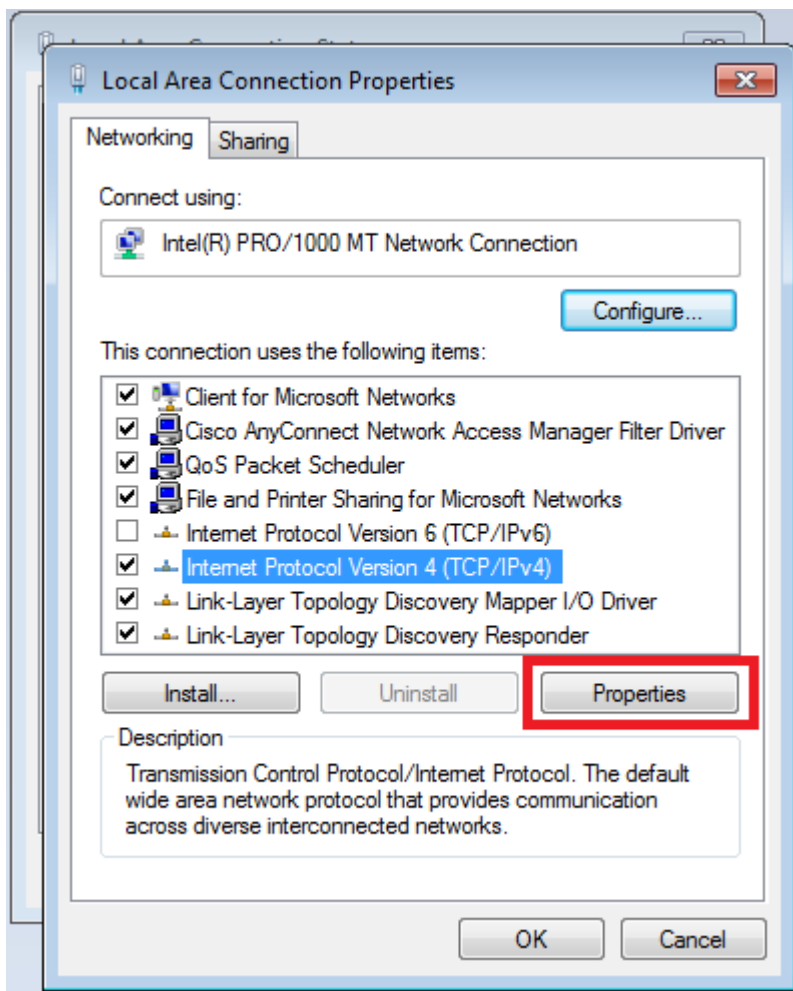 Local Area Connection Properties
Networking
Sharing
Connect using:
Intel(R) PRO/1000 MT Network Connection
Configure...
This connection uses the following items:
Client for Microsoft Networks
Cisco AnyConnect Network Access Manager Filter Driver
QoS Packet Scheduler
File and Printer Sharing for Microsoft Networks
Internet Protocol Version 6 (TCP/IPv6)
Internet Protocol Version 4 (TCP/IPv4)
Link-Layer Topology Discovery Mapper I/O Driver
Link-Layer Topology Discovery Responder
Install...
Uninstall
Properties
Description
Transmission Control Protocol/Internet Protocol. The default
wide area network protocol that provides communication
across diverse interconnected networks.
OK
Cancel